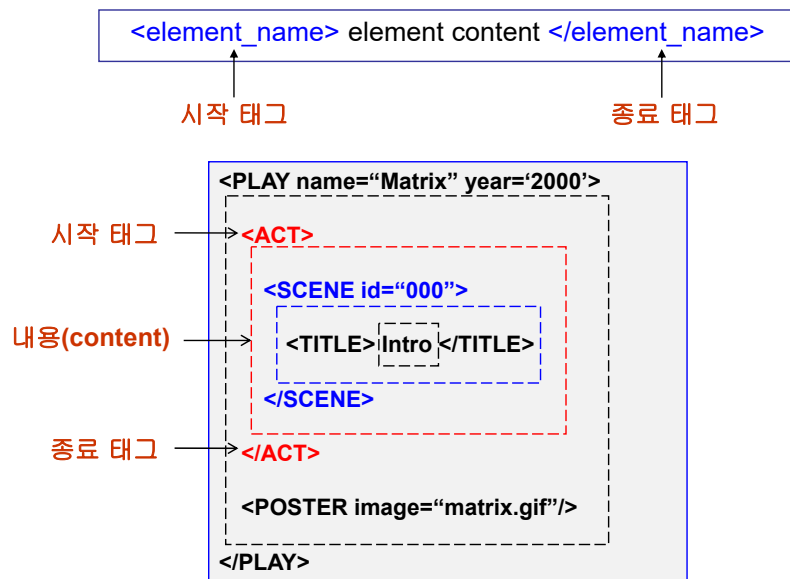 <element_name> element content </element_name>
시작 태그 종료 태그
<PLAY name=“Matrix” year=‘2000’>
시작 태그 <ACT>
<SCENE id=“000”>
내용(content) <TITLE> Intro </TITLE>
</SCENE>
종료 태그 </ACT>
<POSTER image=“matrix.gif”/>
</PLAY>